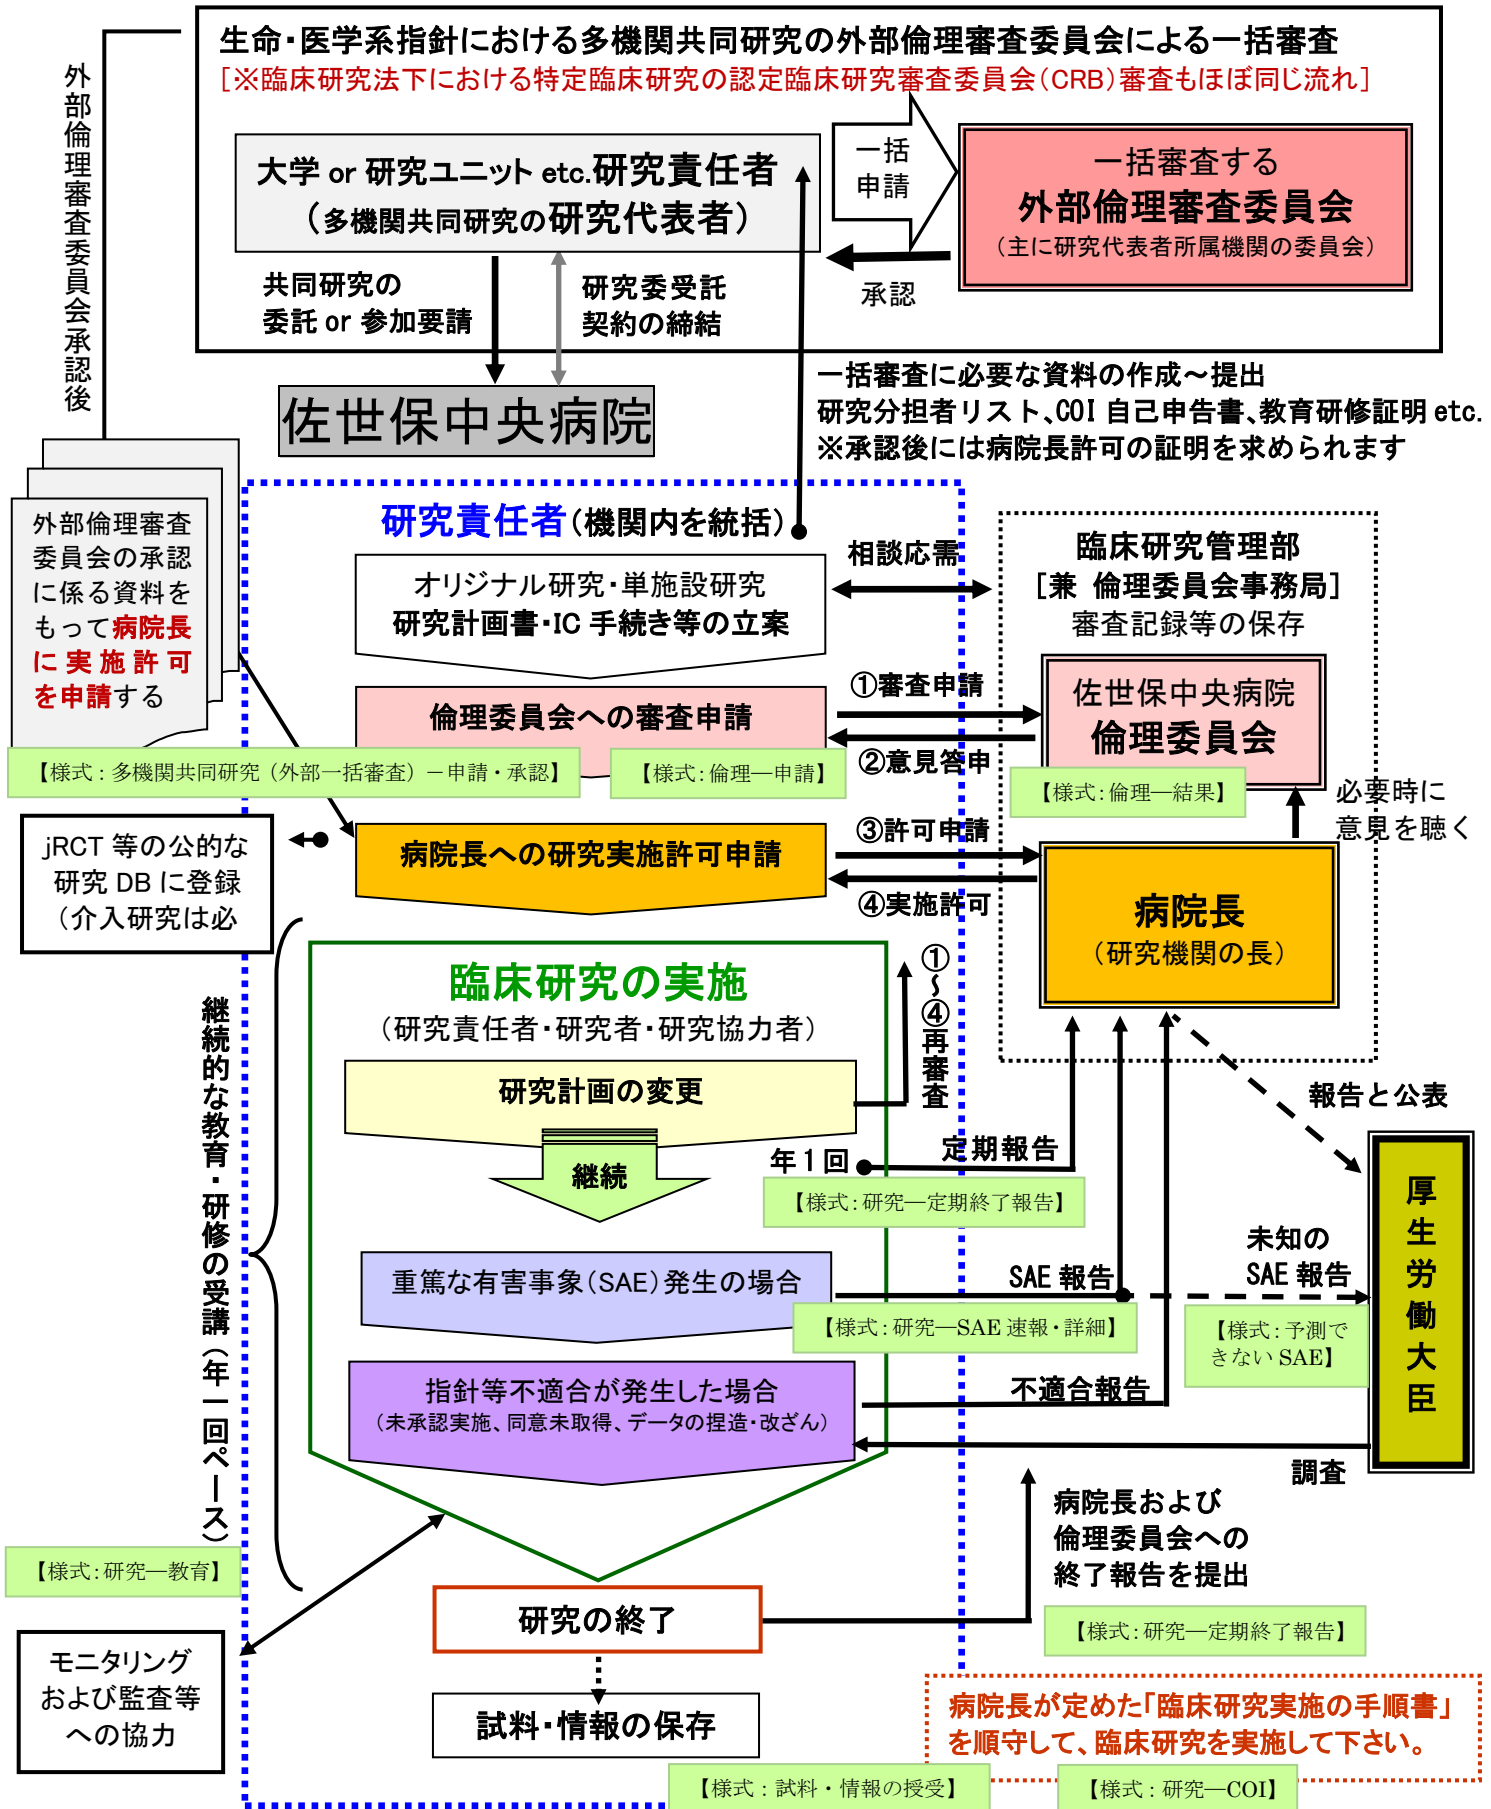 生命・医学系指針における多機関共同研究の外部倫理審査委員会による一括審査
[※臨床研究法下における特定臨床研究の認定臨床研究審査委員会（CRB）審査もほぼ同じ流れ]
外部倫理審査委員会承認後
大学 or 研究ユニット etc.研究責任者
（多機関共同研究の研究代表者）
一括
申請
一括審査する
外部倫理審査委員会
（主に研究代表者所属機関の委員会）
承認
共同研究の
委託 or 参加要請
研究委受託
契約の締結
佐世保中央病院
一括審査に必要な資料の作成～提出
研究分担者リスト、COI 自己申告書、教育研修証明 etc.
※承認後には病院長許可の証明を求められます
外部倫理審査
委員会の承認
に係る資料を
もって病院長
に実施許可
を申請する
【様式：多機関共同研究（外部一括審査）－申請・承認】
研究責任者（機関内を統括）
オリジナル研究・単施設研究
研究計画書・IC 手続き等の立案
相談応需
臨床研究管理部
[兼 倫理委員会事務局]
審査記録等の保存
倫理委員会への審査申請
【様式：倫理―申請】
①審査申請
②意見答申
佐世保中央病院
倫理委員会
【様式：倫理―結果】
必要時に
意見を聴く
jRCT 等の公的な
研究 DB に登録
（介入研究は必
病院長への研究実施許可申請
③許可申請
④実施許可
病院長
（研究機関の長）
継続的な教育・研修の受講（年一回ペース）
【様式：研究―教育】
臨床研究の実施
（研究責任者・研究者・研究協力者）
研究計画の変更
①～④再審査
継続
年１回
定期報告
【様式：研究―定期終了報告】
報告と公表
厚生労働大臣
重篤な有害事象（SAE）発生の場合
SAE 報告
【様式：研究―SAE 速報・詳細】
未知の
SAE 報告
【様式：予測で
きない SAE】
指針等不適合が発生した場合
（未承認実施、同意未取得、データの捏造・改ざん）
不適合報告
調査
病院長および
倫理委員会への
終了報告を提出
【様式：研究―定期終了報告】
研究の終了
試料・情報の保存
モニタリング
および監査等
への協力
病院長が定めた「臨床研究実施の手順書」
を順守して、臨床研究を実施して下さい。
【様式：試料・情報の授受】
【様式：研究―COI】